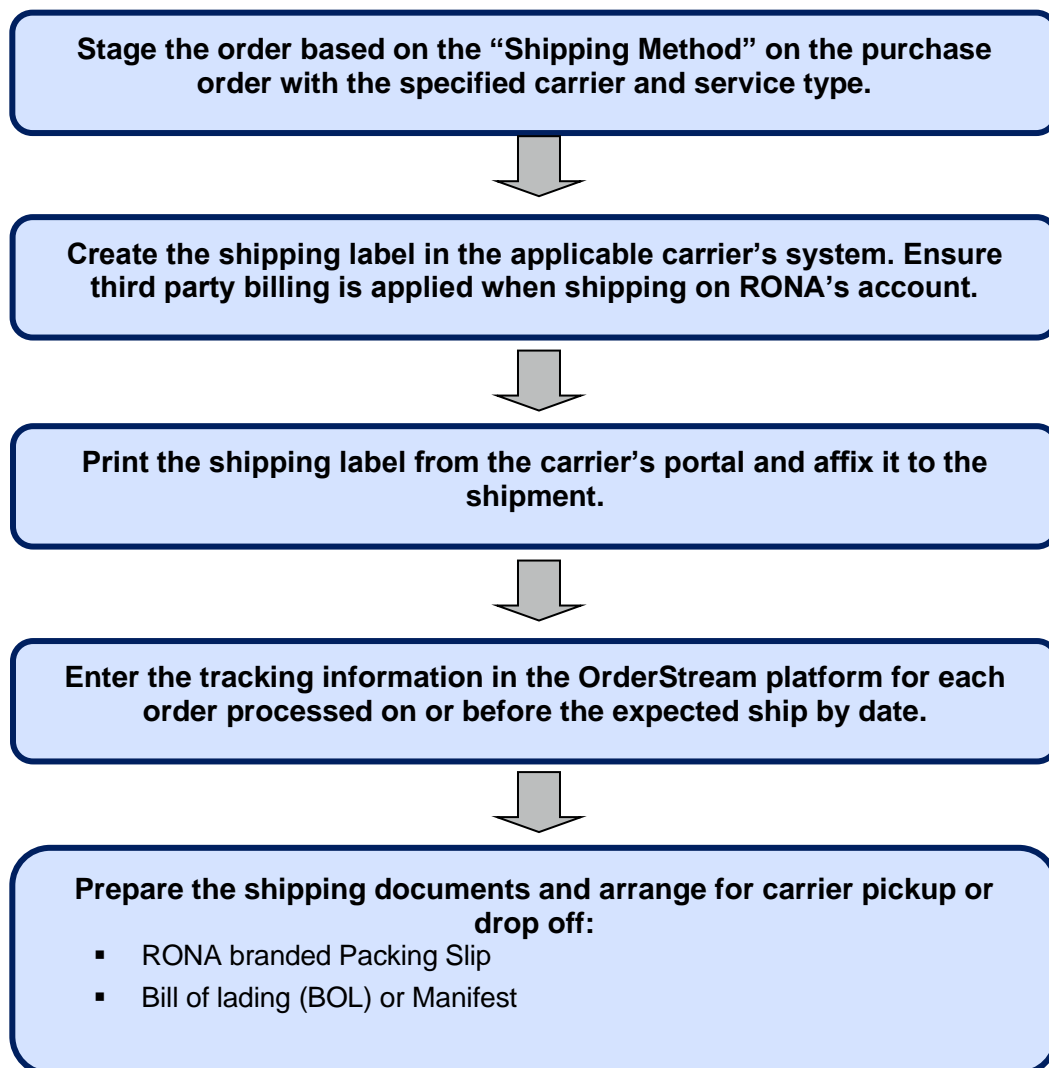 Stage the order based on the “Shipping Method” on the purchase
order with the specified carrier and service type.
Create the shipping label in the applicable carrier’s system. Ensure
third party billing is applied when shipping on RONA’s account.
Print the shipping label from the carrier’s portal and affix it to the
shipment.
Enter the tracking information in the OrderStream platform for each
order processed on or before the expected ship by date.
Prepare the shipping documents and arrange for carrier pickup or
drop off:
▪ RONA branded Packing Slip
▪ Bill of lading (BOL) or Manifest